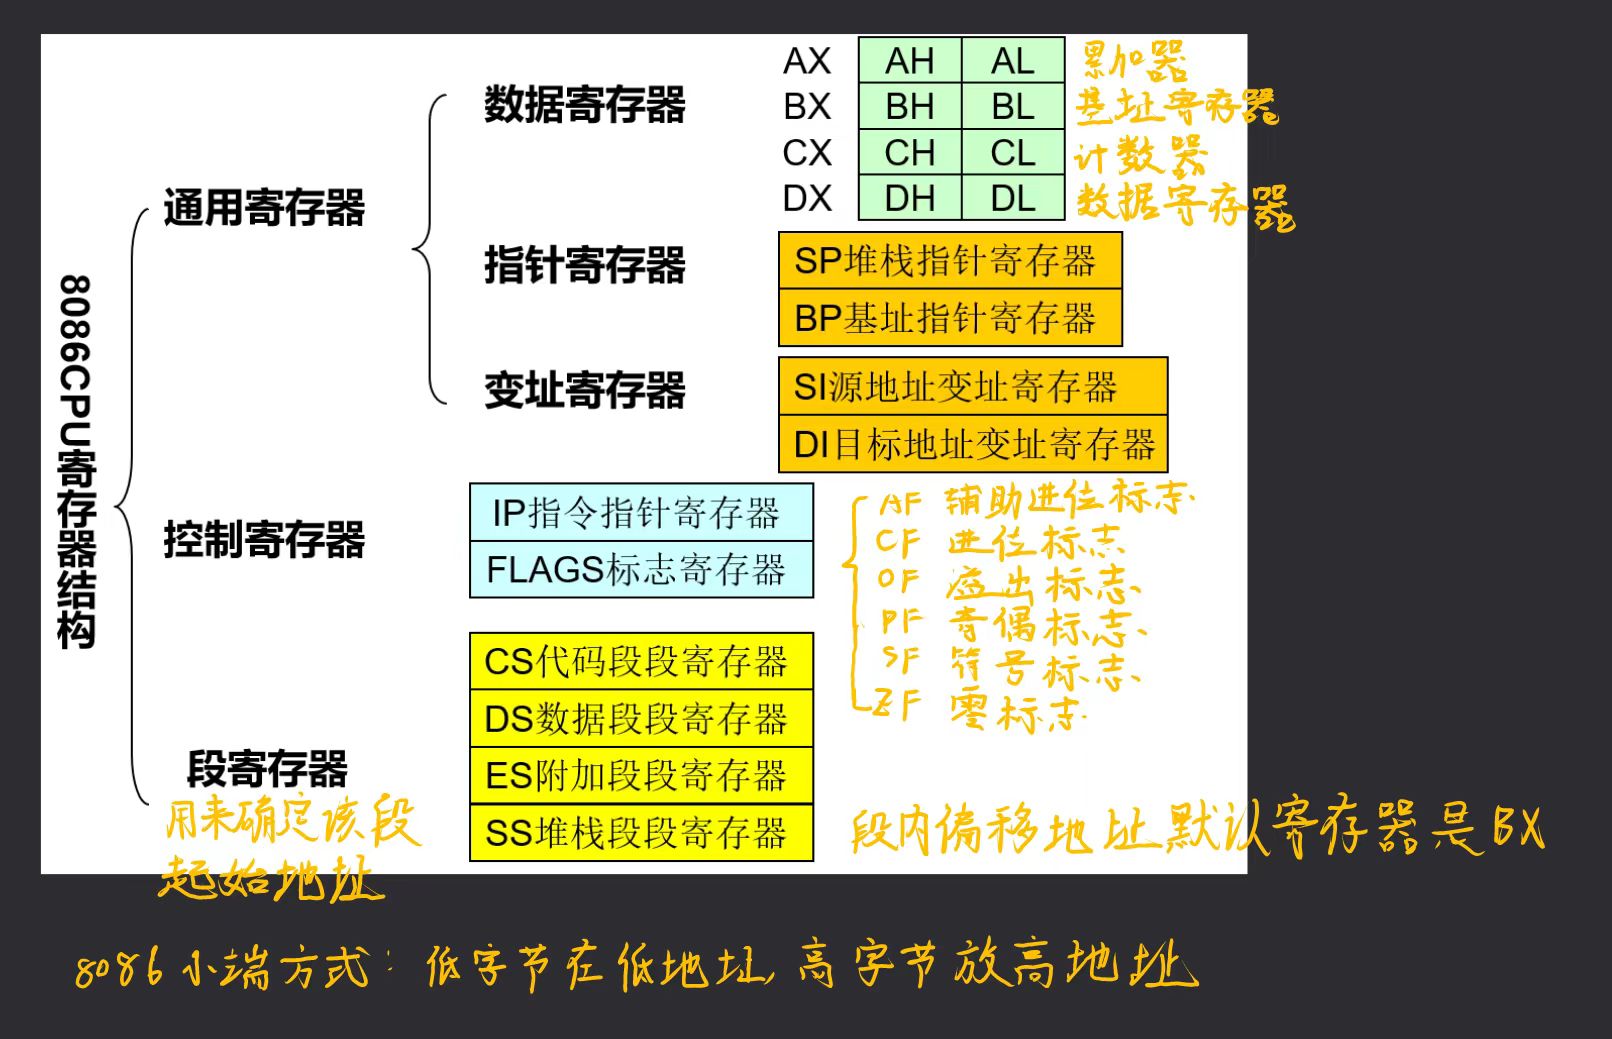 8086CPU寄存器结构
通用寄存器
数据寄存器
AX AH AL 累加器
BX BH BL 基址寄存器
CX CH CL 计数器
DX DH DL 数据寄存器
指针寄存器
SP堆栈指针寄存器
BP基址指针寄存器
变址寄存器
SI源地址变址寄存器
DI目标地址变址寄存器
控制寄存器
IP指令指针寄存器
FLAGS标志寄存器
AF 辅助进位标志
CF 进位标志
OF 溢出标志
PF 奇偶标志
SF 符号标志
ZF 零标志
段寄存器
用来确定该段
起始地址
CS代码段段寄存器
DS数据段段寄存器
ES附加段段寄存器
SS堆栈段段寄存器
段内偏移地址默认寄存器是BX
8086小端方式:低字节在低地址,高字节放高地址